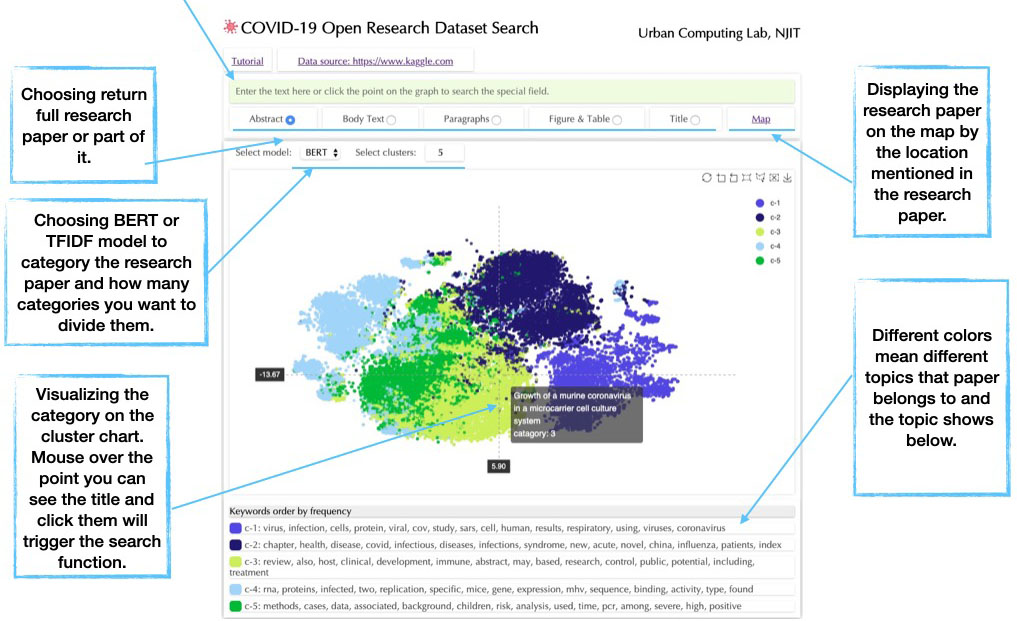 COVID-19 Open Research Dataset Search
Urban Computing Lab, NJIT
Tutorial
Data source: https://www.kaggle.com
Enter the text here or click the point on the graph to search the special field.
Abstract
Body Text
Paragraphs
Figure & Table
Title
Map
Select model:
BERT
Select clusters:
5
Choosing return
full research
paper or part of
it.
Choosing BERT or
TFIDF model to
category the research
paper and how many
categories you want to
divide them.
Visualizing the
category on the
cluster chart.
Mouse over the
point you can
see the title and
click them will
trigger the search
function.
Displaying the
research paper
on the map by
the location
mentioned in
the research
paper.
Different colors
mean different
topics that paper
belongs to and
the topic shows
below.
c-1
c-2
c-3
c-4
c-5
-13.67
Growth of a murine coronavirus
in a microcarrier cell culture
system
catagory: 3
5.90
Keywords order by frequency
c-1: virus, infection, cells, protein, viral, cov, study, sars, cell, human, results, respiratory, using, viruses, coronavirus
c-2: chapter, health, disease, covid, infectious, diseases, infections, syndrome, new, acute, novel, china, influenza, patients, index
c-3: review, also, host, clinical, development, immune, abstract, may, based, research, control, public, potential, including,
treatment
c-4: rna, proteins, infected, two, replication, specific, mice, gene, expression, mhv, sequence, binding, activity, type, found
c-5: methods, cases, data, associated, background, children, risk, analysis, used, time, pcr, among, severe, high, positive